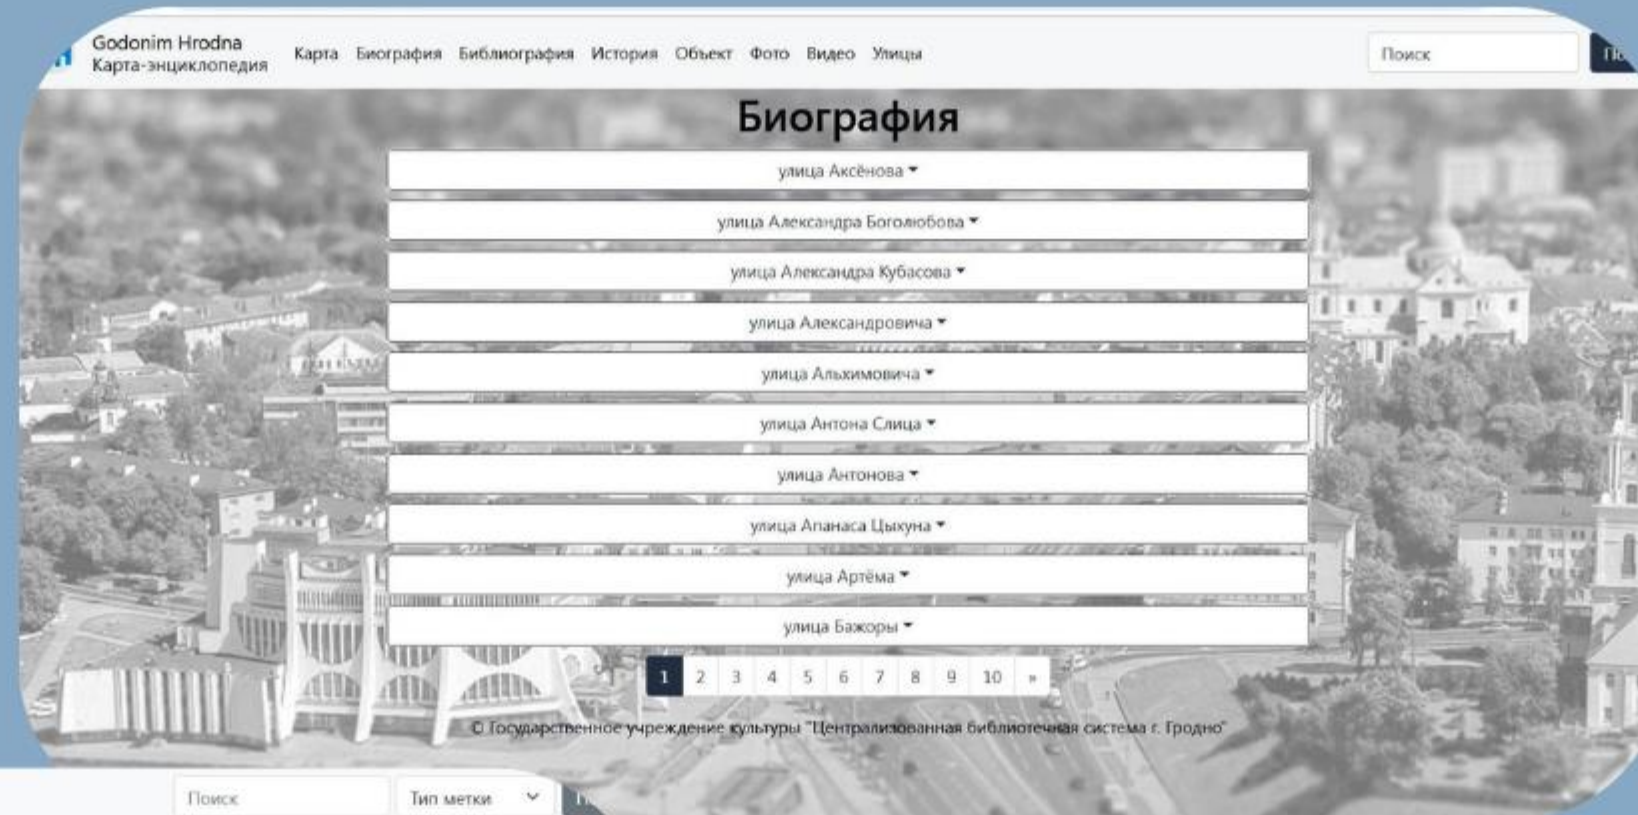 Godonim Hrodna
Карта-энциклопедия
Карта Биография Библиография История Объект Фото Видео Улицы
Поиск
Биография
улица Аксёнова
улица Александра Боголюбова
улица Александра Кубасова
улица Александровича
улица Альхимовича
улица Антона Слица
улица Антонова
улица Апанаса Цыхуна
улица Артёма
улица Бажоры
1 2 3 4 5 6 7 8 9 10 »
© Государственное учреждение культуры "Централизованная библиотечная система г. Гродно"
Поиск Тип метки